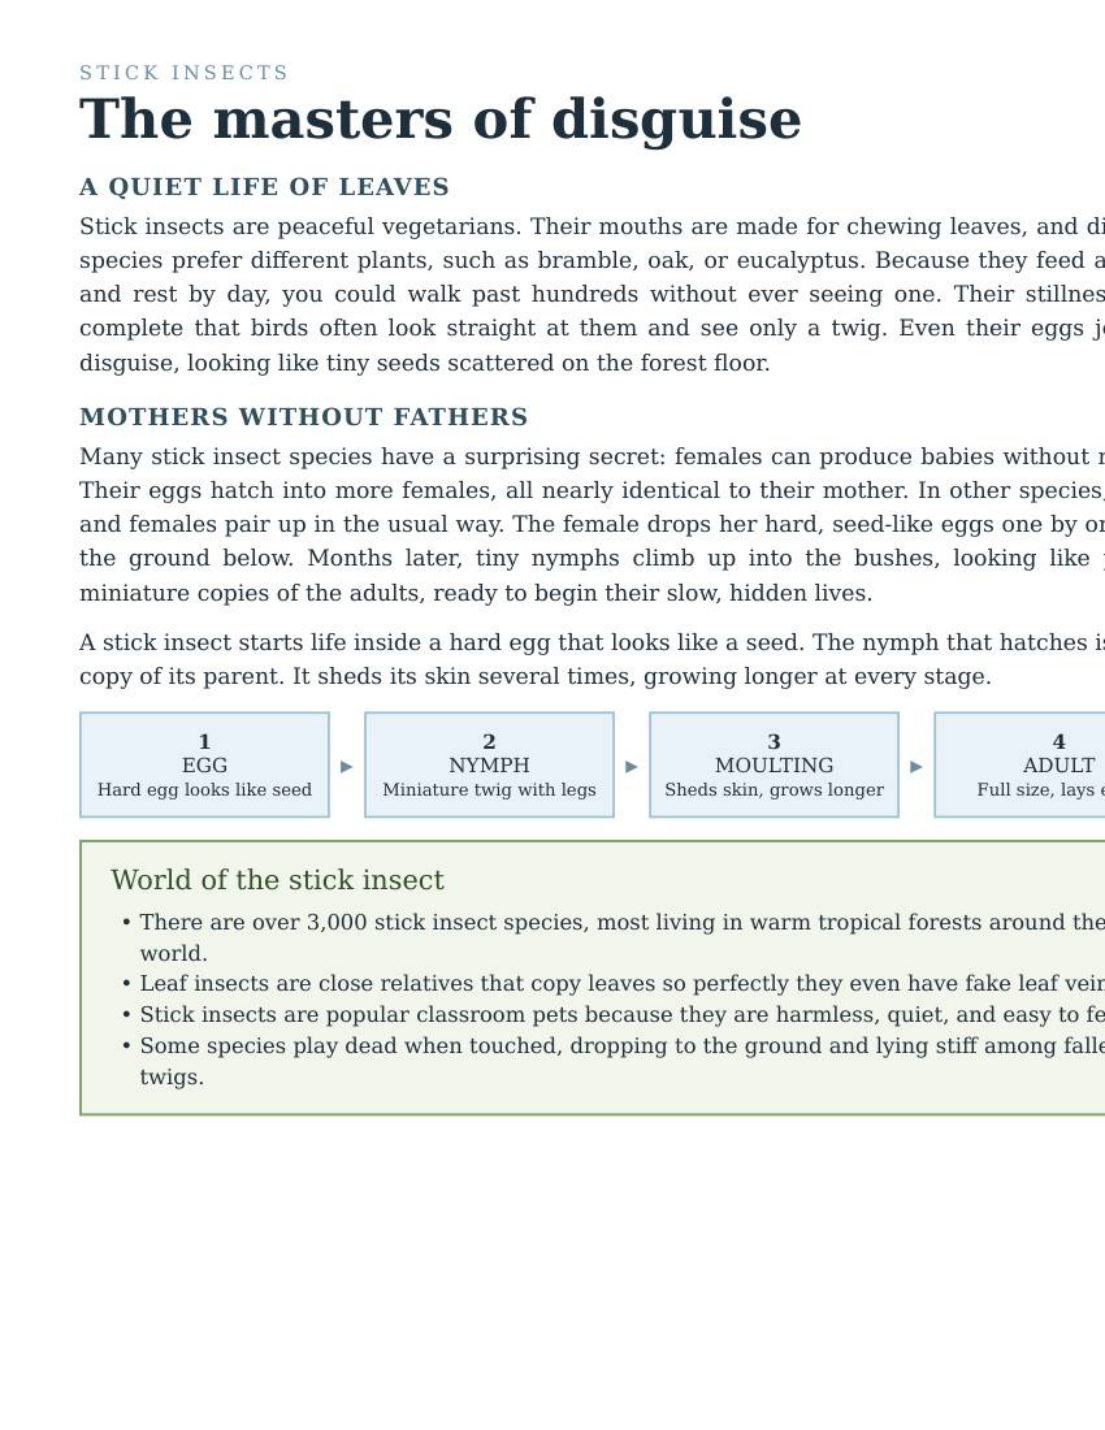 STICK INSECTS
The masters of disguise
A QUIET LIFE OF LEAVES
Stick insects are peaceful vegetarians. Their mouths are made for chewing leaves, and
species prefer different plants, such as bramble, oak, or eucalyptus. Because they feed
and rest by day, you could walk past hundreds without ever seeing one. Their
complete that birds often look straight at them and see only a twig. Even their eggs
disguise, looking like tiny seeds scattered on the forest floor.
MOTHERS WITHOUT FATHERS
Many stick insect species have a surprising secret: females can produce babies without
Their eggs hatch into more females, all nearly identical to their mother. In other species,
and females pair up in the usual way. The female drops her hard, seed-like eggs one by
the ground below. Months later, tiny nymphs climb up into the bushes, looking like
miniature copies of the adults, ready to begin their slow, hidden lives.
A stick insect starts life inside a hard egg that looks like a seed. The nymph that hatches
copy of its parent. It sheds its skin several times, growing longer at every stage.
1
EGG
Hard egg looks like seed
▶
2
NYMPH
Miniature twig with legs
▶
3
MOULTING
Sheds skin, grows longer
▶
4
ADULT
Full size, lays
World of the stick insect
• There are over 3,000 stick insect species, most living in warm tropical forests around the
world.
• Leaf insects are close relatives that copy leaves so perfectly they even have fake leaf
• Stick insects are popular classroom pets because they are harmless, quiet, and easy to
• Some species play dead when touched, dropping to the ground and lying stiff among
twigs.